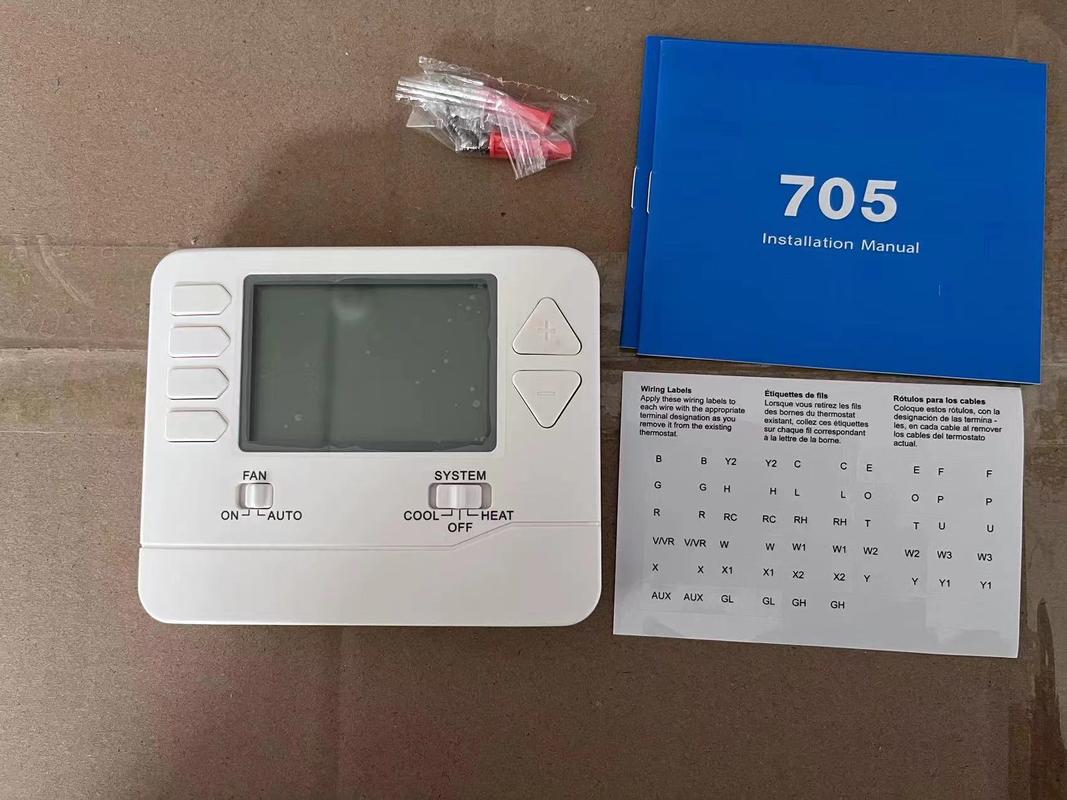 705
Installation Manual
FAN
ON
AUTO
SYSTEM
COOL
HEAT
OFF
Wiring Labels
Apply these wiring labels to
each wire with the appropriate
terminal designation as you
remove it from the existing
thermostat.
Étiquettes de fils
Lorsque vous retirez les fils
des bornes du thermostat
existant, collez ces étiquettes
sur chaque fil correspondant
à la lettre de la borne.
Rótulos para los cables
Coloque estos rótulos, con la
designación de las termina -
les, en cada cable al remover
los cables del termostato
actual.
B B Y2 Y2 C C E E F F
G G H H L L O O P P
R R RC RC RH RH T T U U
V/VR V/VR W W W1 W1 W2 W2 W3 W3
X X X1 X1 X2 X2 Y Y Y1 Y1
AUX AUX GL GL GH GH